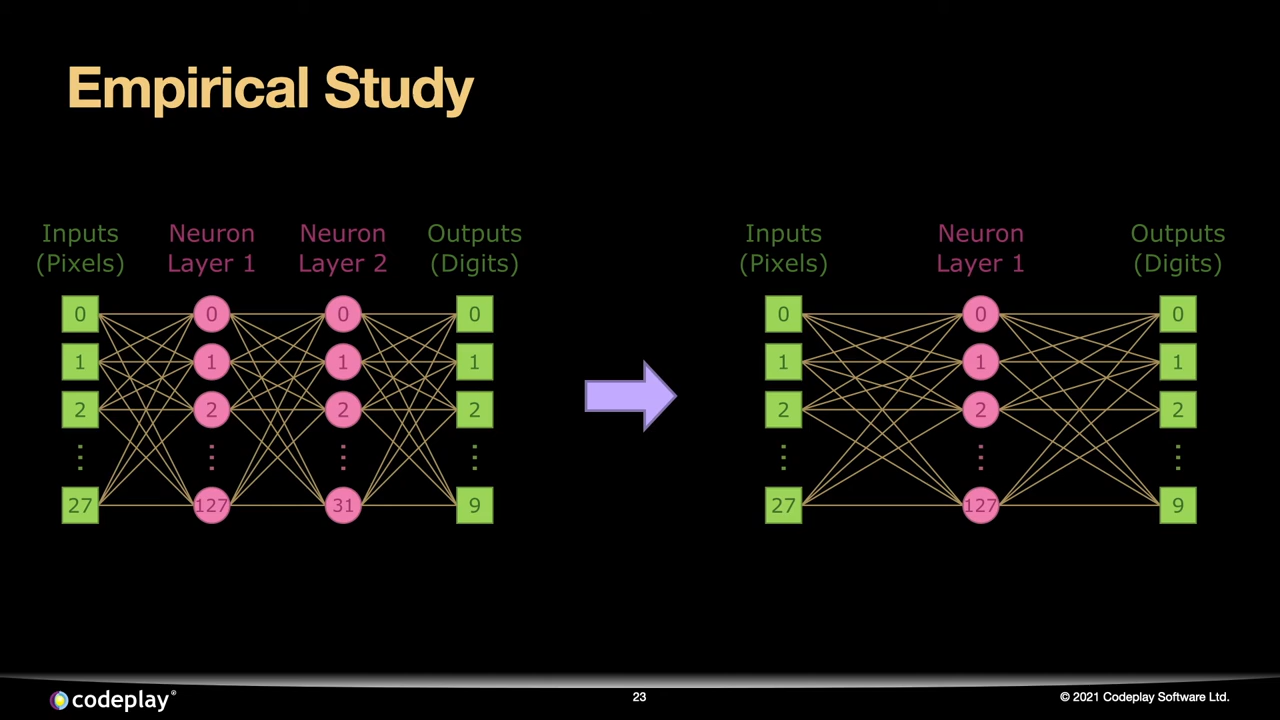 Empirical Study
Inputs
(Pixels)
Neuron
Layer 1
Neuron
Layer 2
Outputs
(Digits)
0
0
0
0
1
1
1
1
2
2
2
2
⋮
⋮
⋮
⋮
27
127
31
9
Inputs
(Pixels)
Neuron
Layer 1
Outputs
(Digits)
0
0
0
1
1
1
2
2
2
⋮
⋮
⋮
27
127
9
codeplay®
23
© 2021 Codeplay Software Ltd.